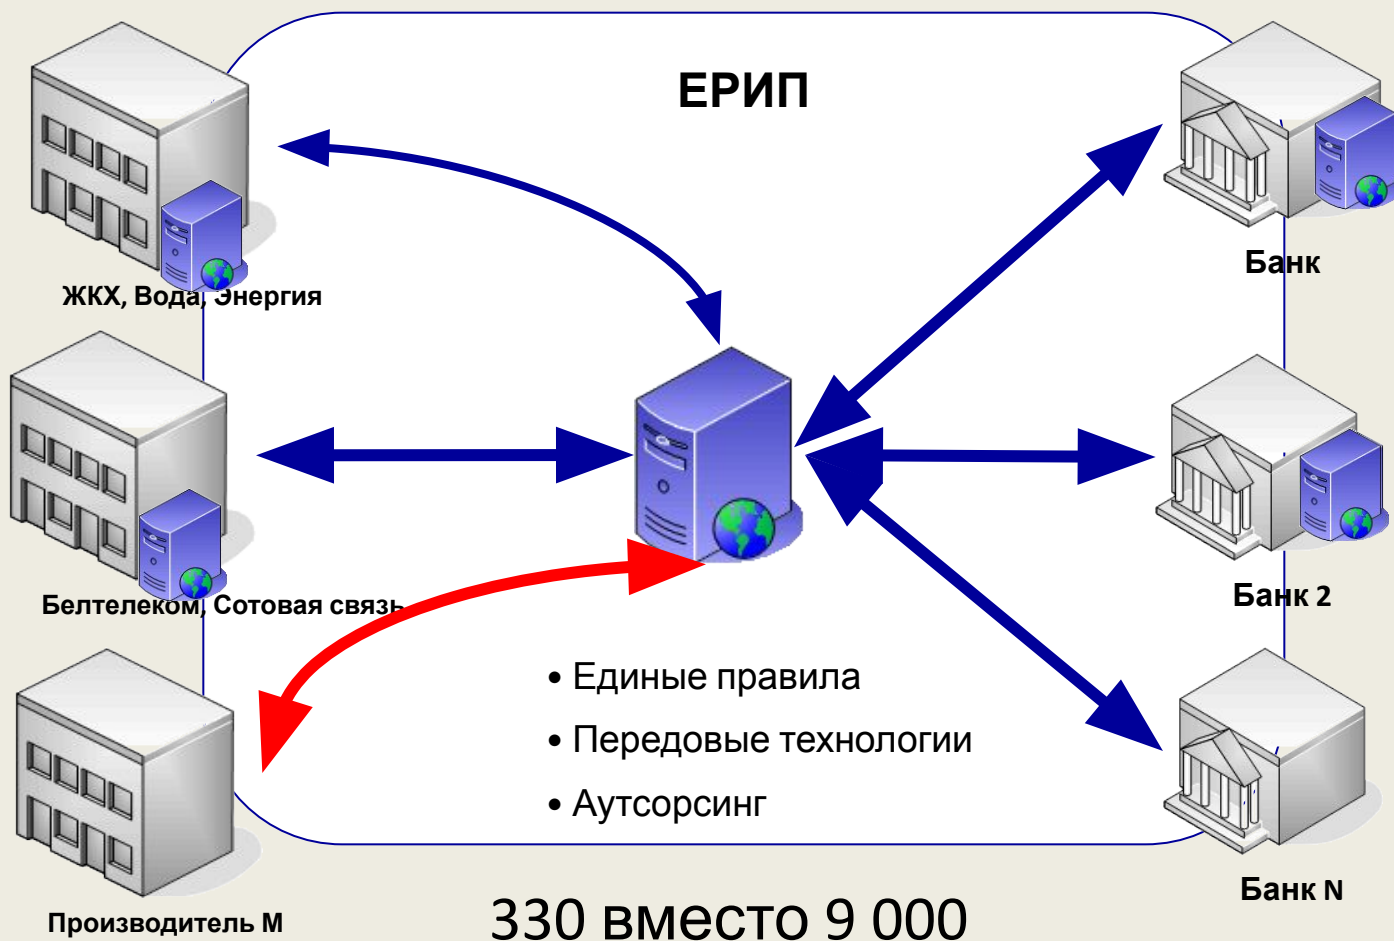 ЕРИП
ЖКХ, Вода, Энергия
Банк
Белтелеком, Сотовая связь
Банк 2
• Единые правила
• Передовые технологии
• Аутсорсинг
Производитель М
Банк N
330 вместо 9 000